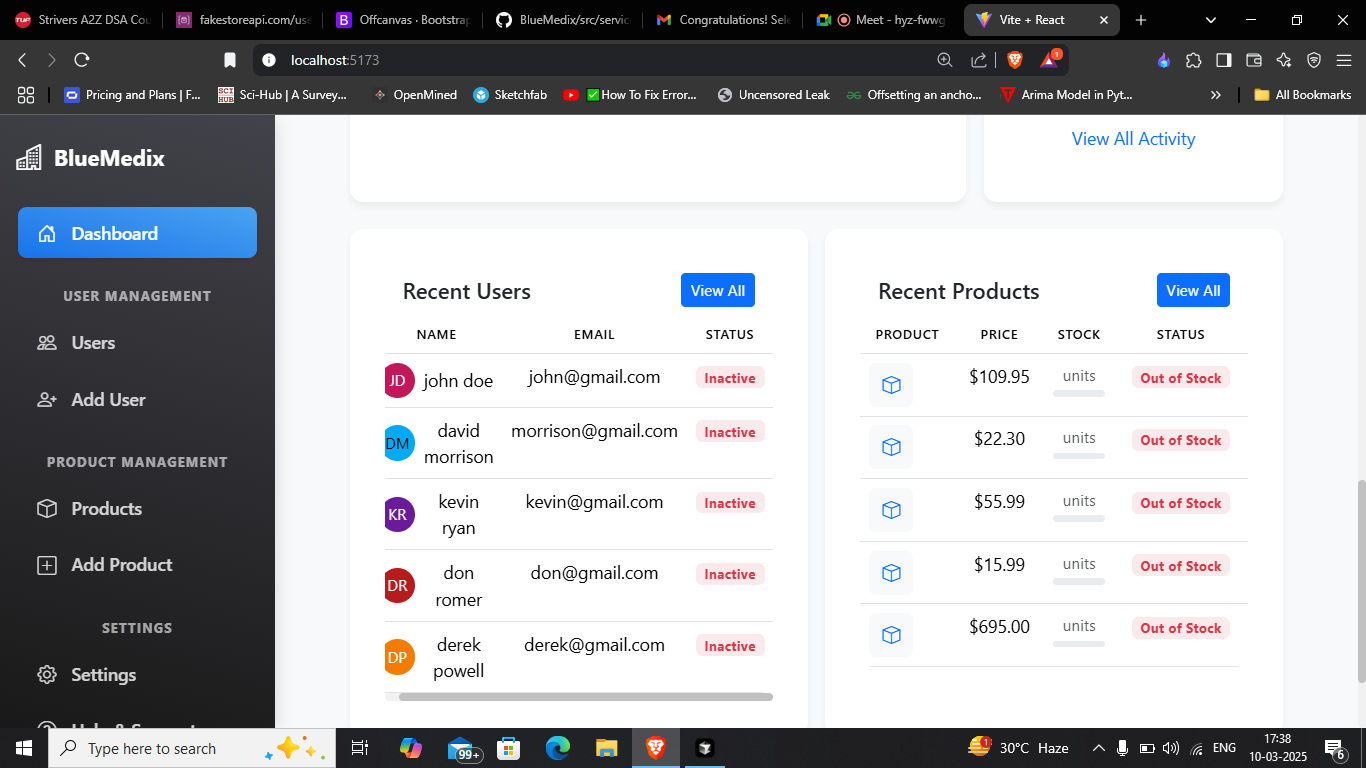 Strivers A2Z DSA Cou
fakestoreapi.com/use
Offcanvas · Bootstrap
BlueMedix/src/servic
Congratulations! Sele
Meet - hyz-fwwg
Vite + React
localhost:5173
1
Pricing and Plans | F...
SCI HUB
Sci-Hub | A Survey...
OpenMined
Sketchfab
How To Fix Error...
Uncensored Leak
Offsetting an ancho...
Arima Model in Pyt...
All Bookmarks
BlueMedix
Dashboard
USER MANAGEMENT
Users
Add User
PRODUCT MANAGEMENT
Products
Add Product
SETTINGS
Settings
Help & Support
View All Activity
Recent Users
View All
NAME EMAIL STATUS
JD john doe john@gmail.com Inactive
DM david morrison morrison@gmail.com Inactive
KR kevin ryan kevin@gmail.com Inactive
DR don romer don@gmail.com Inactive
DP derek powell derek@gmail.com Inactive
Recent Products
View All
PRODUCT PRICE STOCK STATUS
$109.95 units Out of Stock
$22.30 units Out of Stock
$55.99 units Out of Stock
$15.99 units Out of Stock
$695.00 units Out of Stock
Type here to search
99+
1
30°C Haze
ENG
17:38
10-03-2025
6